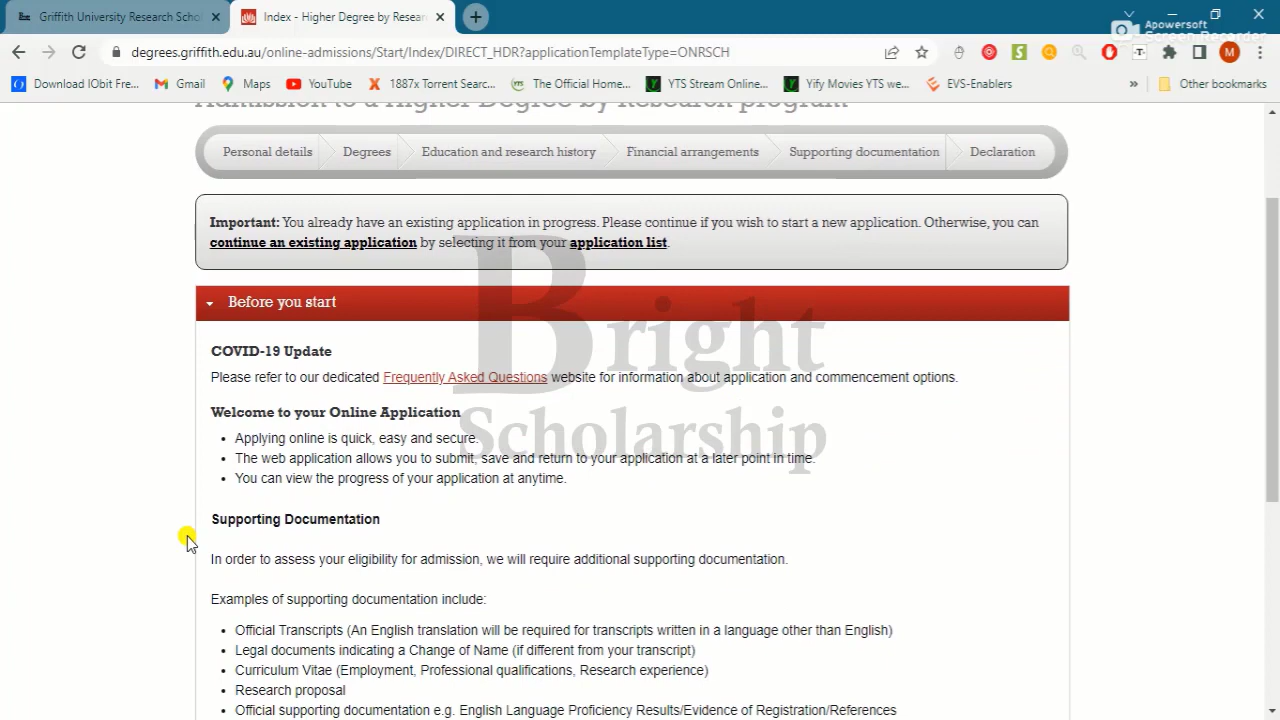 Griffith University Research Schol
Index - Higher Degree by Resear
Apowersoft
Screen Recorder
degrees.griffith.edu.au/online-admissions/Start/Index/DIRECT_HDR?applicationTemplateType=ONRSCH
M
Download IObit Free...
Gmail
Maps
YouTube
1887x Torrent Searc...
The Official Home...
YTS Stream Online...
Yify Movies YTS we...
EVS-Enablers
»
Other bookmarks
Admission to a Higher Degree by Research program
Personal details
Degrees
Education and research history
Financial arrangements
Supporting documentation
Declaration
Important: You already have an existing application in progress. Please continue if you wish to start a new application. Otherwise, you can
continue an existing application by selecting it from your application list.
Before you start
COVID-19 Update
Please refer to our dedicated Frequently Asked Questions website for information about application and commencement options.
Welcome to your Online Application
• Applying online is quick, easy and secure.
• The web application allows you to submit, save and return to your application at a later point in time.
• You can view the progress of your application at anytime.
Bright
Scholarship
Supporting Documentation
In order to assess your eligibility for admission, we will require additional supporting documentation.
Examples of supporting documentation include:
• Official Transcripts (An English translation will be required for transcripts written in a language other than English)
• Legal documents indicating a Change of Name (if different from your transcript)
• Curriculum Vitae (Employment, Professional qualifications, Research experience)
• Research proposal
• Official supporting documentation e.g. English Language Proficiency Results/Evidence of Registration/References